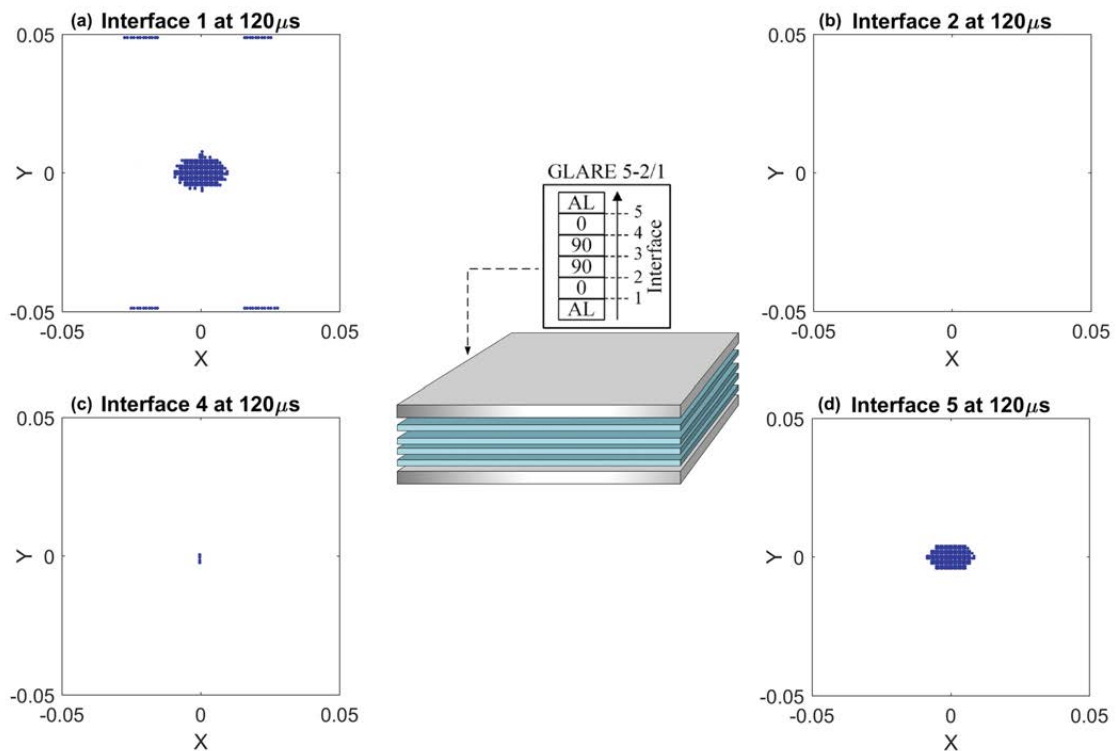 (a) Interface 1 at 120μs
0.05
Y 0
-0.05
-0.05 0 0.05
X
(b) Interface 2 at 120μs
0.05
Y 0
-0.05
-0.05 0 0.05
X
GLARE 5-2/1
AL
5
0
4
90
3
90
2
0
1
AL
Interface
(c) Interface 4 at 120μs
0.05
Y 0
-0.05
-0.05 0 0.05
X
(d) Interface 5 at 120μs
0.05
Y 0
-0.05
-0.05 0 0.05
X